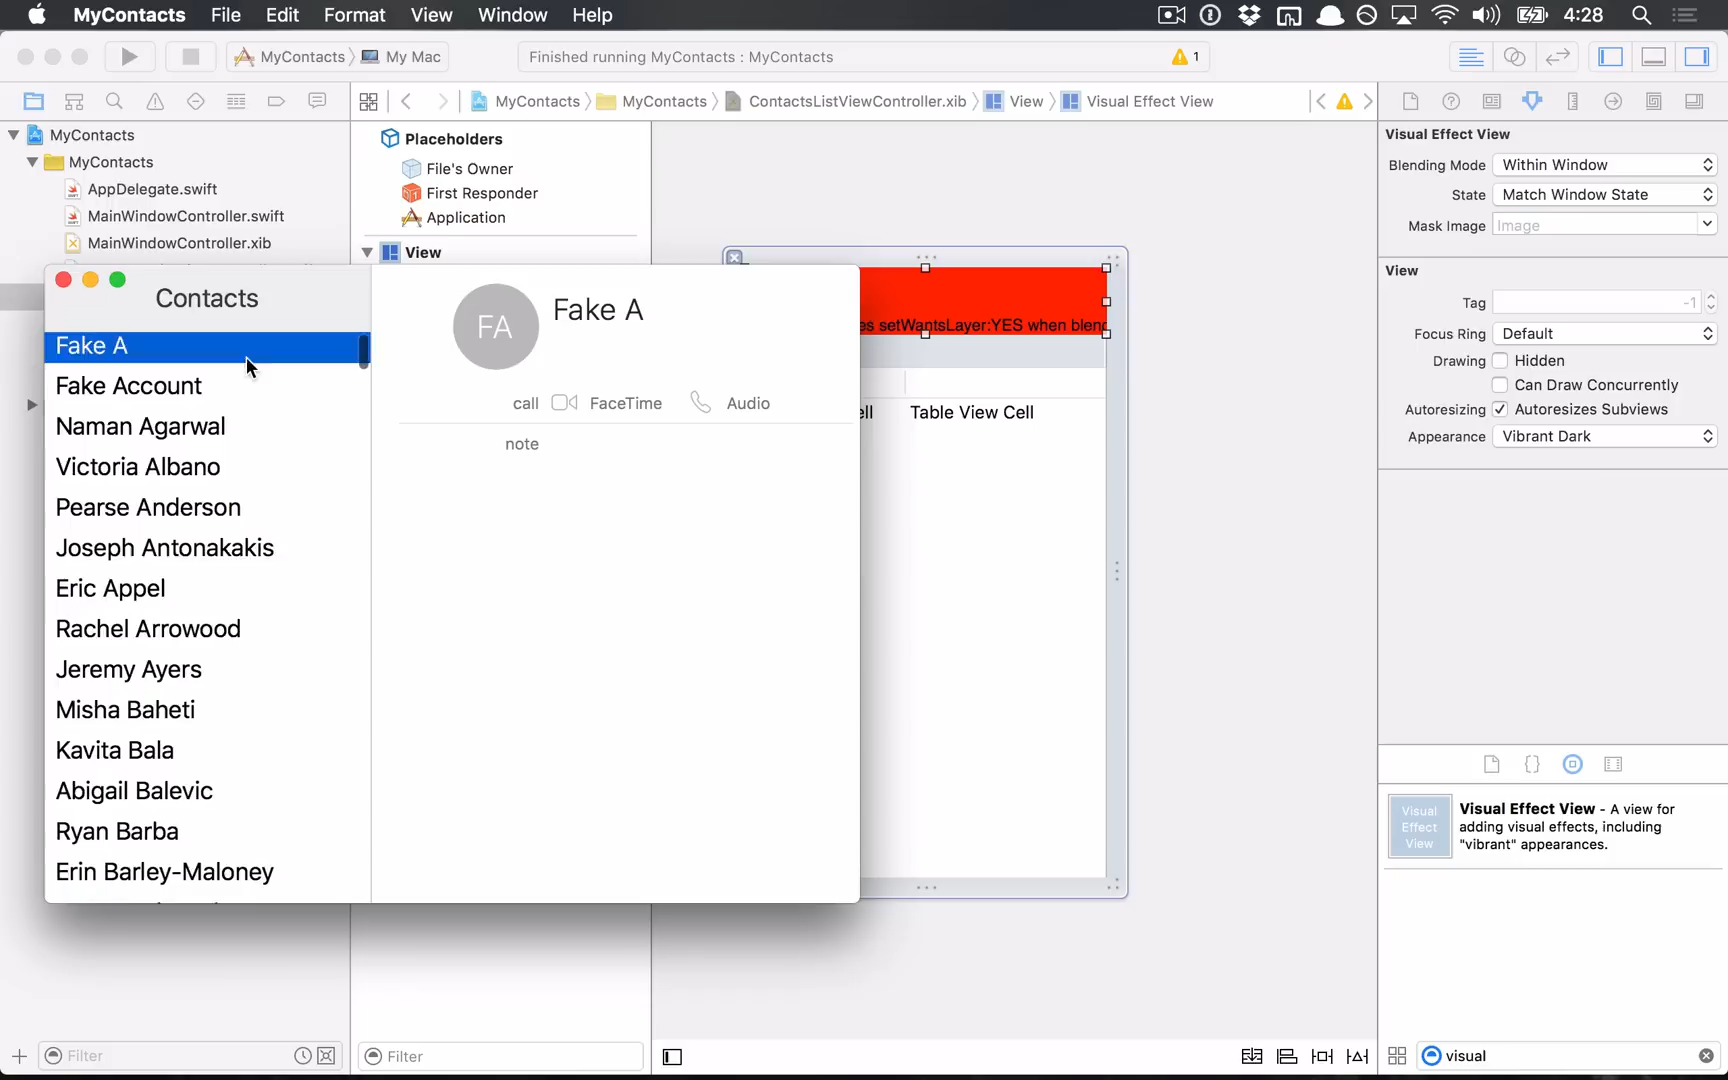 MyContacts File Edit Format View Window Help 4:28
MyContacts My Mac
Finished running MyContacts : MyContacts
1
MyContacts MyContacts ContactsListViewController.xib View Visual Effect View
MyContacts
MyContacts
AppDelegate.swift
MainWindowController.swift
MainWindowController.xib
Placeholders
File's Owner
First Responder
Application
View
Contacts
Fake A
Fake Account
Naman Agarwal
Victoria Albano
Pearse Anderson
Joseph Antonakakis
Eric Appel
Rachel Arrowood
Jeremy Ayers
Misha Baheti
Kavita Bala
Abigail Balevic
Ryan Barba
Erin Barley-Maloney
FA
Fake A
call FaceTime Audio
note
setWantsLayer:YES when
Table View Cell
Visual Effect View
Blending Mode Within Window
State Match Window State
Mask Image Image
View
Tag -1
Focus Ring Default
Drawing Hidden
Can Draw Concurrently
Autoresizing Autoresizes Subviews
Appearance Vibrant Dark
Visual
Effect
View
Visual Effect View - A view for
adding visual effects, including
"vibrant" appearances.
Filter
Filter
visual